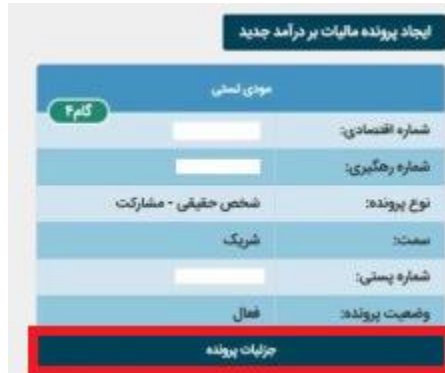 ایجاد پرونده مالیات بر درآمد جدید
مودی تستی
گام۴
شماره اقتصادی:
شماره رهگیری:
نوع پرونده: شخص حقیقی - مشارکت
سمت: شریک
شماره پستی:
وضعیت پرونده: فعال
جزئیات پرونده